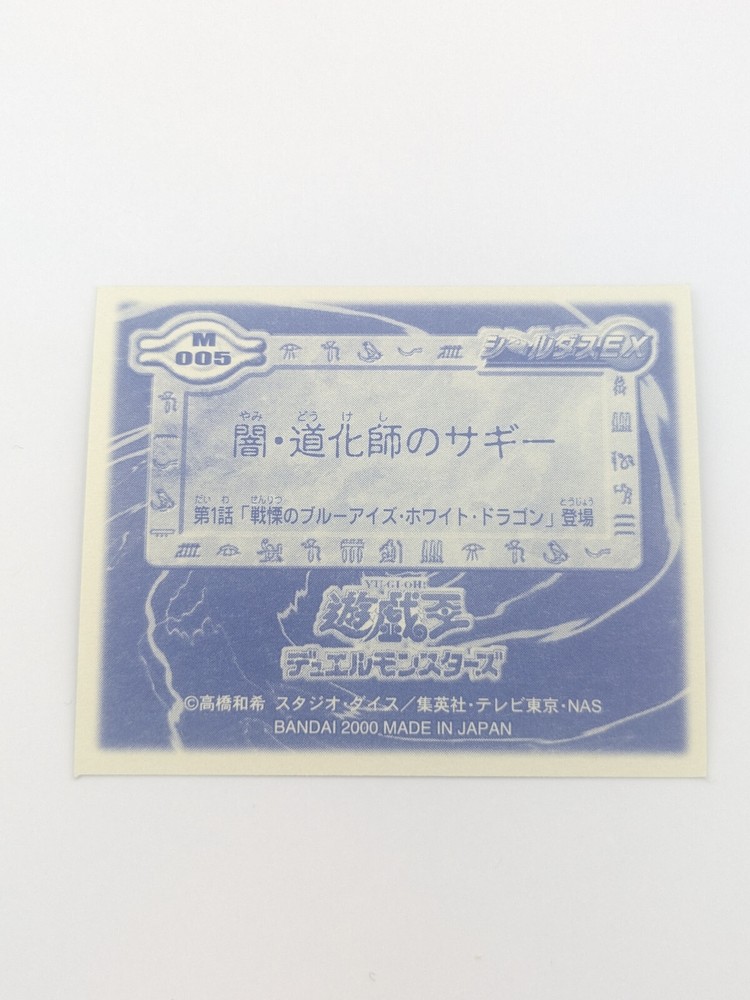 M
005
シールダスEX
やみ どう け し
闇・道化師のサギー
だい わ せんりつ とうじょう
第1話「戦慄のブルーアイズ・ホワイト・ドラゴン」登場
YU-GI-OH!
遊戯王
デュエルモンスターズ
©高橋和希 スタジオ・ダイス／集英社・テレビ東京・NAS
BANDAI 2000 MADE IN JAPAN